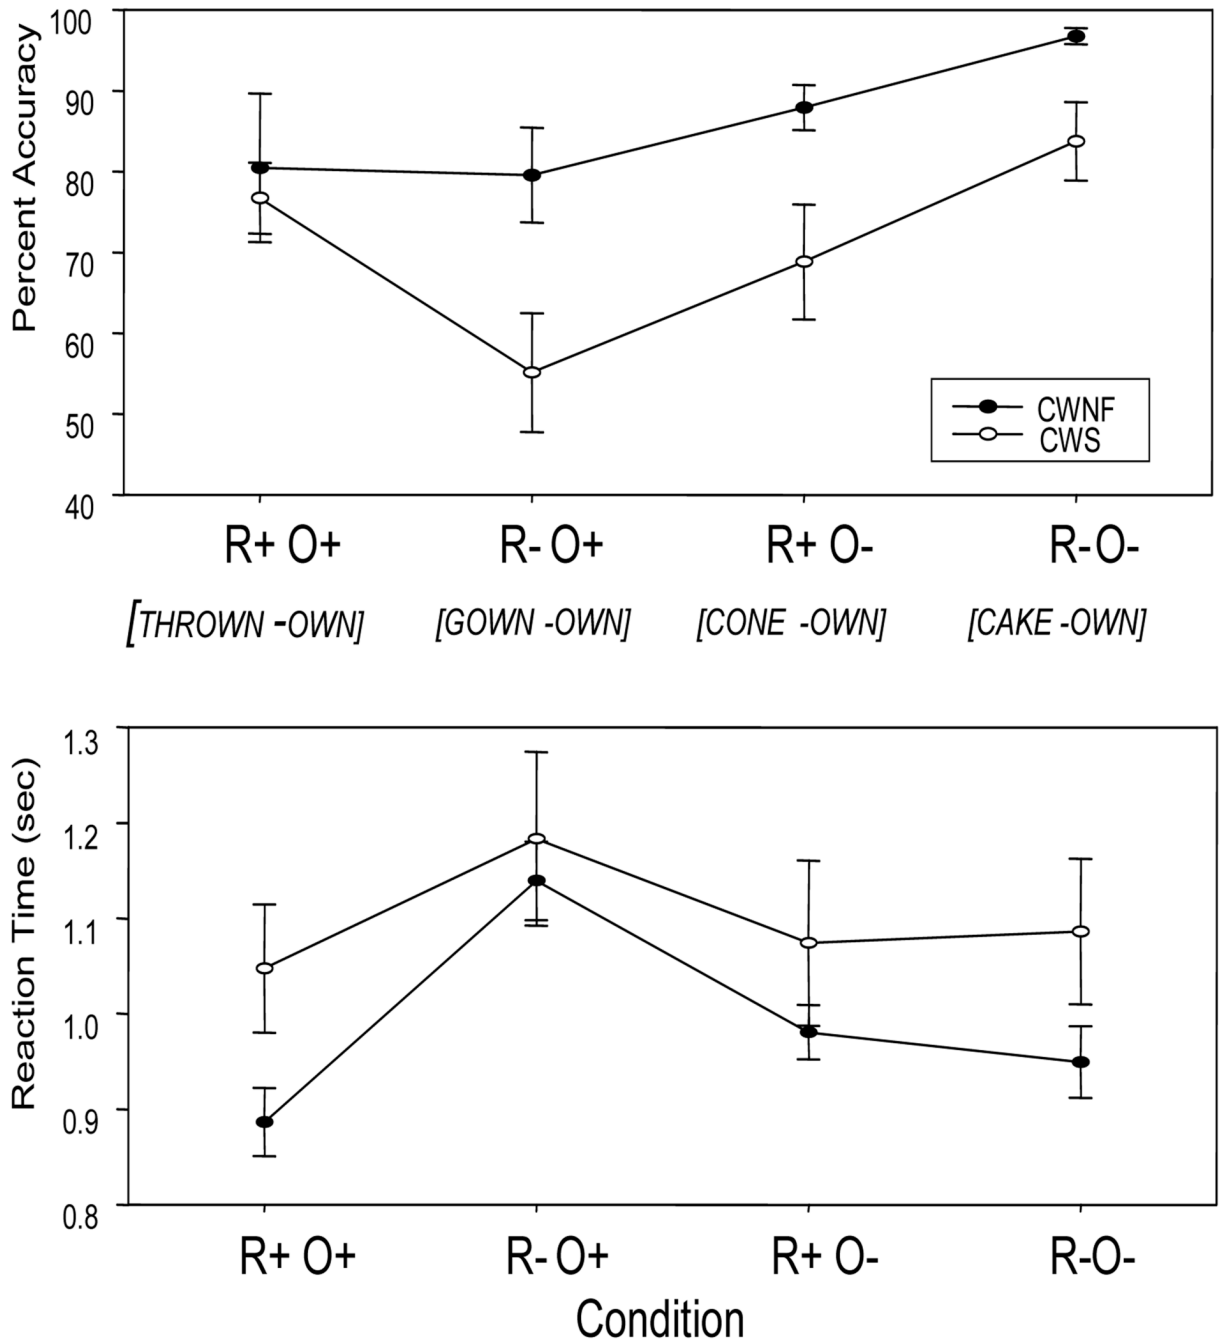 100
90
80
70
60
50
40
Percent Accuracy
CWNF
CWS
R+ O+ R- O+ R+ O- R-O-
[THROWN -OWN] [GOWN -OWN] [CONE -OWN] [CAKE -OWN]
1.3
1.2
1.1
1.0
0.9
0.8
Reaction Time (sec)
R+ O+ R- O+ R+ O- R-O-
Condition